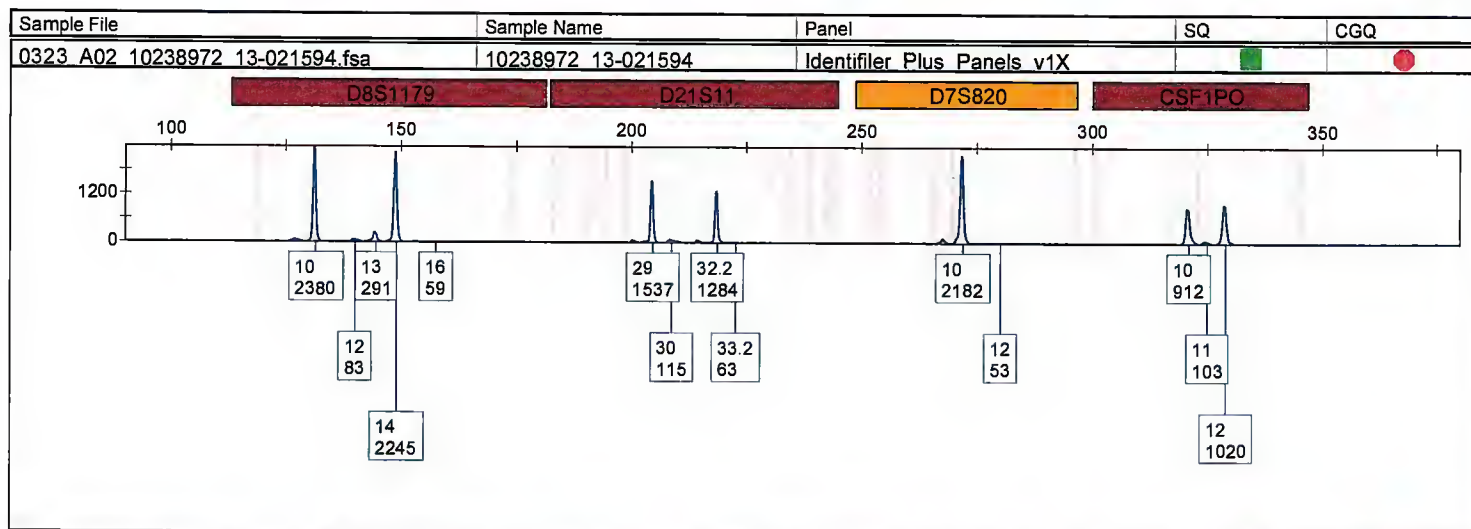 Sample File Sample Name Panel SQ CGQ
0323_A02_10238972_13-021594.fsa 10238972_13-021594 Identifiler_Plus_Panels_v1X
D8S1179 D21S11 D7S820 CSF1PO
100 150 200 250 300 350
1200
0
10 13 16 29 32.2 10 10
2380 291 59 1537 1284 2182 912
12 30 33.2 12 11
83 115 63 53 103
14 12
2245 1020